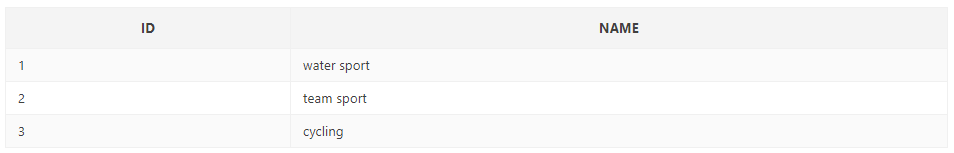 ID NAME
1 water sport
2 team sport
3 cycling